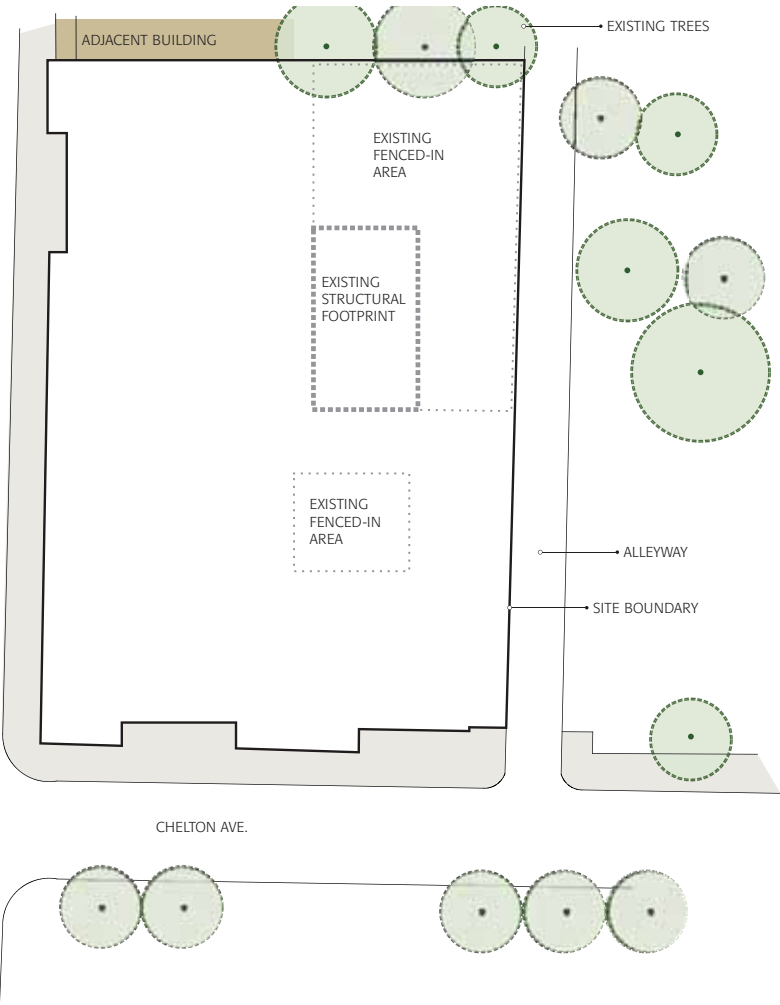 EXISTING TREES
ADJACENT BUILDING
EXISTING
FENCED-IN
AREA
EXISTING
STRUCTURAL
FOOTPRINT
EXISTING
FENCED-IN
AREA
ALLEYWAY
SITE BOUNDARY
CHELTON AVE.